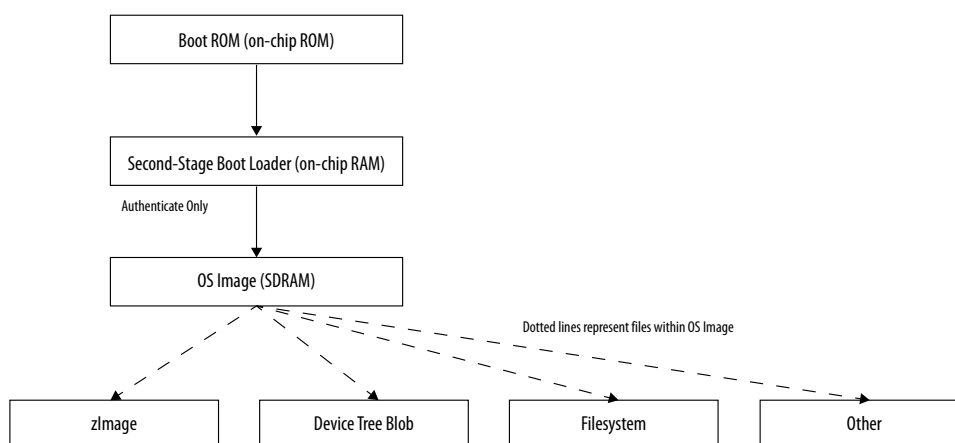 Boot ROM (on-chip ROM)
Second-Stage Boot Loader (on-chip RAM)
Authenticate Only
OS Image (SDRAM)
Dotted lines represent files within OS Image
zImage
Device Tree Blob
Filesystem
Other